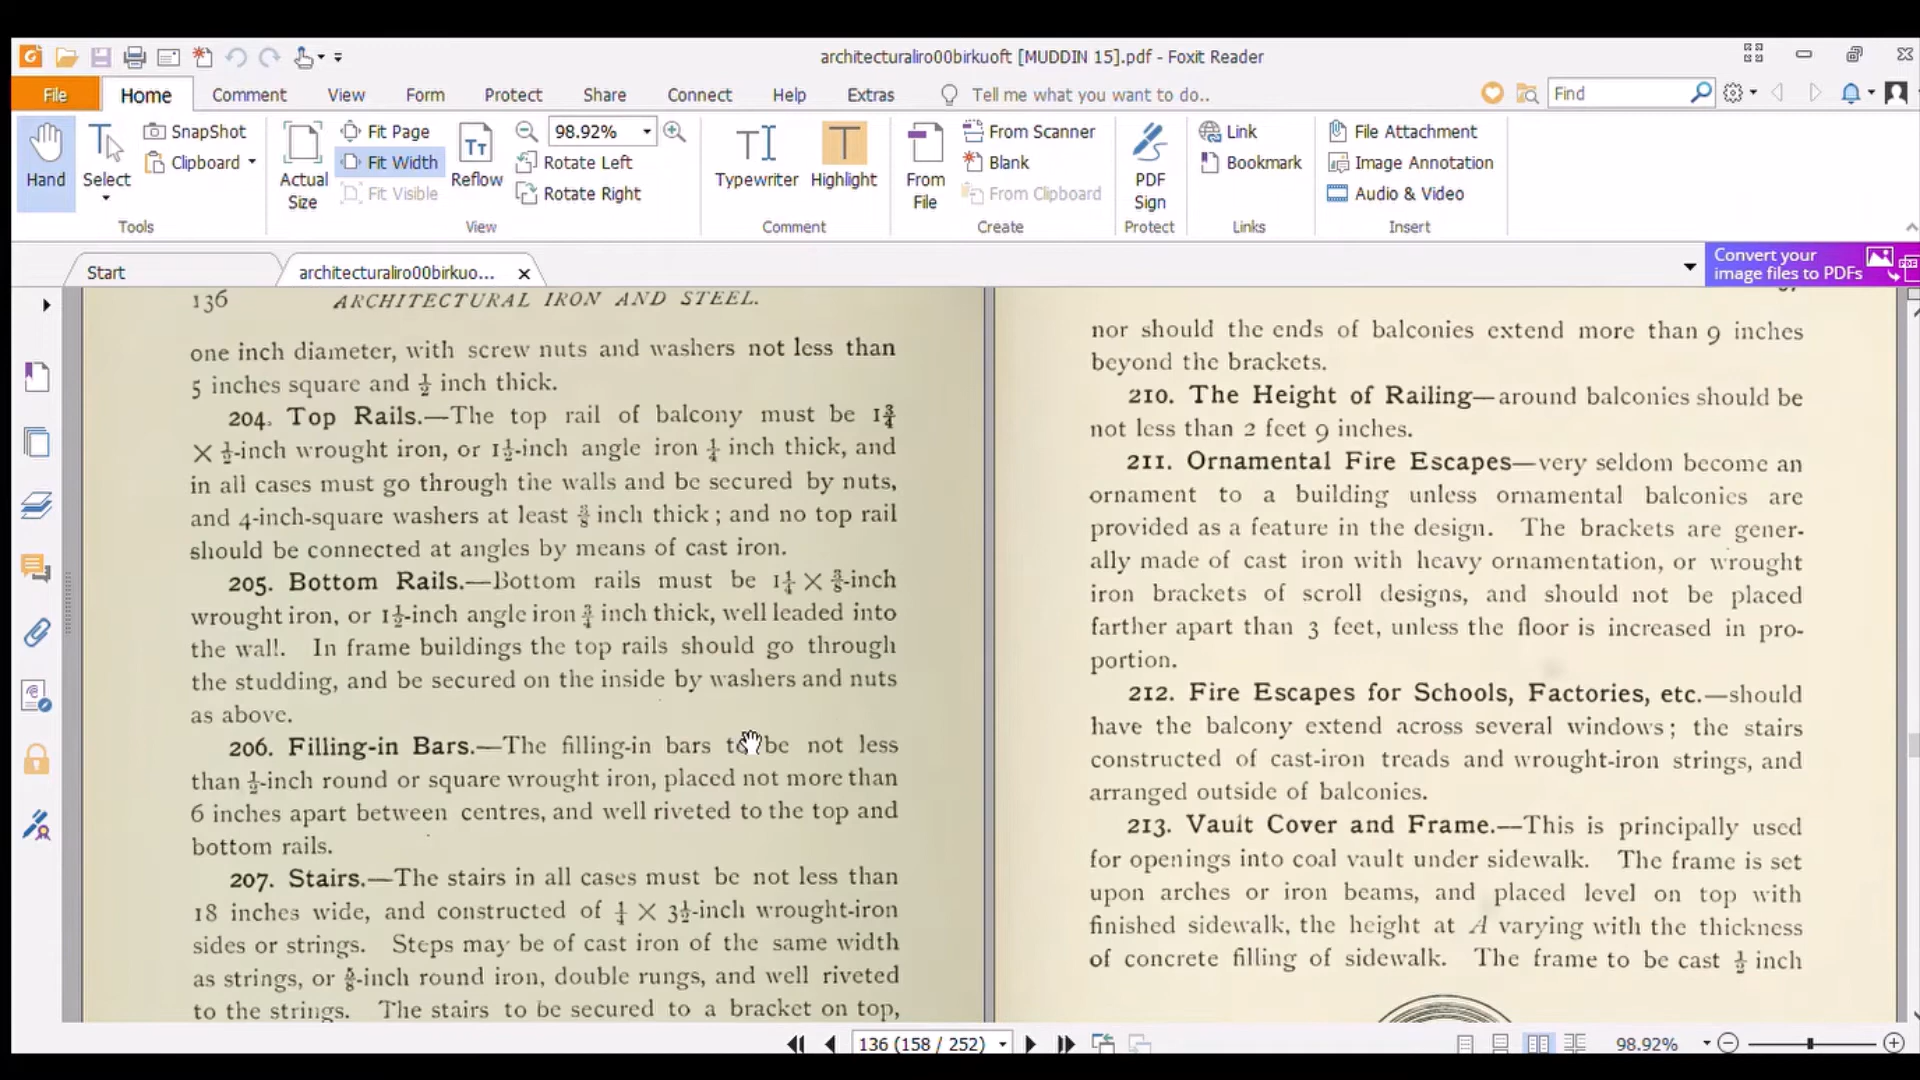 architecturaliro00birkuoft [MUDDIN 15].pdf - Foxit Reader
File
Home
Comment
View
Form
Protect
Share
Connect
Help
Extras
Tell me what you want to do..
Find
Hand
Select
SnapShot
Clipboard
Tools
Actual Size
Fit Page
Fit Width
Fit Visible
Reflow
98.92%
Rotate Left
Rotate Right
View
Typewriter
Highlight
Comment
From File
From Scanner
Blank
From Clipboard
Create
PDF Sign
Protect
Link
Bookmark
Links
File Attachment
Image Annotation
Audio & Video
Insert
Start
architecturaliro00birkuo...
Convert your
image files to PDFs
136 ARCHITECTURAL IRON AND STEEL.
one inch diameter, with screw nuts and washers not less than
5 inches square and ½ inch thick.
204. Top Rails.—The top rail of balcony must be 1¾
× ½-inch wrought iron, or 1½-inch angle iron ¼ inch thick, and
in all cases must go through the walls and be secured by nuts,
and 4-inch-square washers at least ⅜ inch thick; and no top rail
should be connected at angles by means of cast iron.
205. Bottom Rails.—Bottom rails must be 1¼ × ⅜-inch
wrought iron, or 1½-inch angle iron ¾ inch thick, well leaded into
the wall. In frame buildings the top rails should go through
the studding, and be secured on the inside by washers and nuts
as above.
206. Filling-in Bars.—The filling-in bars to be not less
than ½-inch round or square wrought iron, placed not more than
6 inches apart between centres, and well riveted to the top and
bottom rails.
207. Stairs.—The stairs in all cases must be not less than
18 inches wide, and constructed of ¼ × 3½-inch wrought-iron
sides or strings. Steps may be of cast iron of the same width
as strings, or ⅝-inch round iron, double rungs, and well riveted
to the strings. The stairs to be secured to a bracket on top,
nor should the ends of balconies extend more than 9 inches
beyond the brackets.
210. The Height of Railing—around balconies should be
not less than 2 feet 9 inches.
211. Ornamental Fire Escapes—very seldom become an
ornament to a building unless ornamental balconies are
provided as a feature in the design. The brackets are gener-
ally made of cast iron with heavy ornamentation, or wrought
iron brackets of scroll designs, and should not be placed
farther apart than 3 feet, unless the floor is increased in pro-
portion.
212. Fire Escapes for Schools, Factories, etc.—should
have the balcony extend across several windows; the stairs
constructed of cast-iron treads and wrought-iron strings, and
arranged outside of balconies.
213. Vault Cover and Frame.—This is principally used
for openings into coal vault under sidewalk. The frame is set
upon arches or iron beams, and placed level on top with
finished sidewalk, the height at A varying with the thickness
of concrete filling of sidewalk. The frame to be cast ½ inch
136 (158 / 252)
98.92%